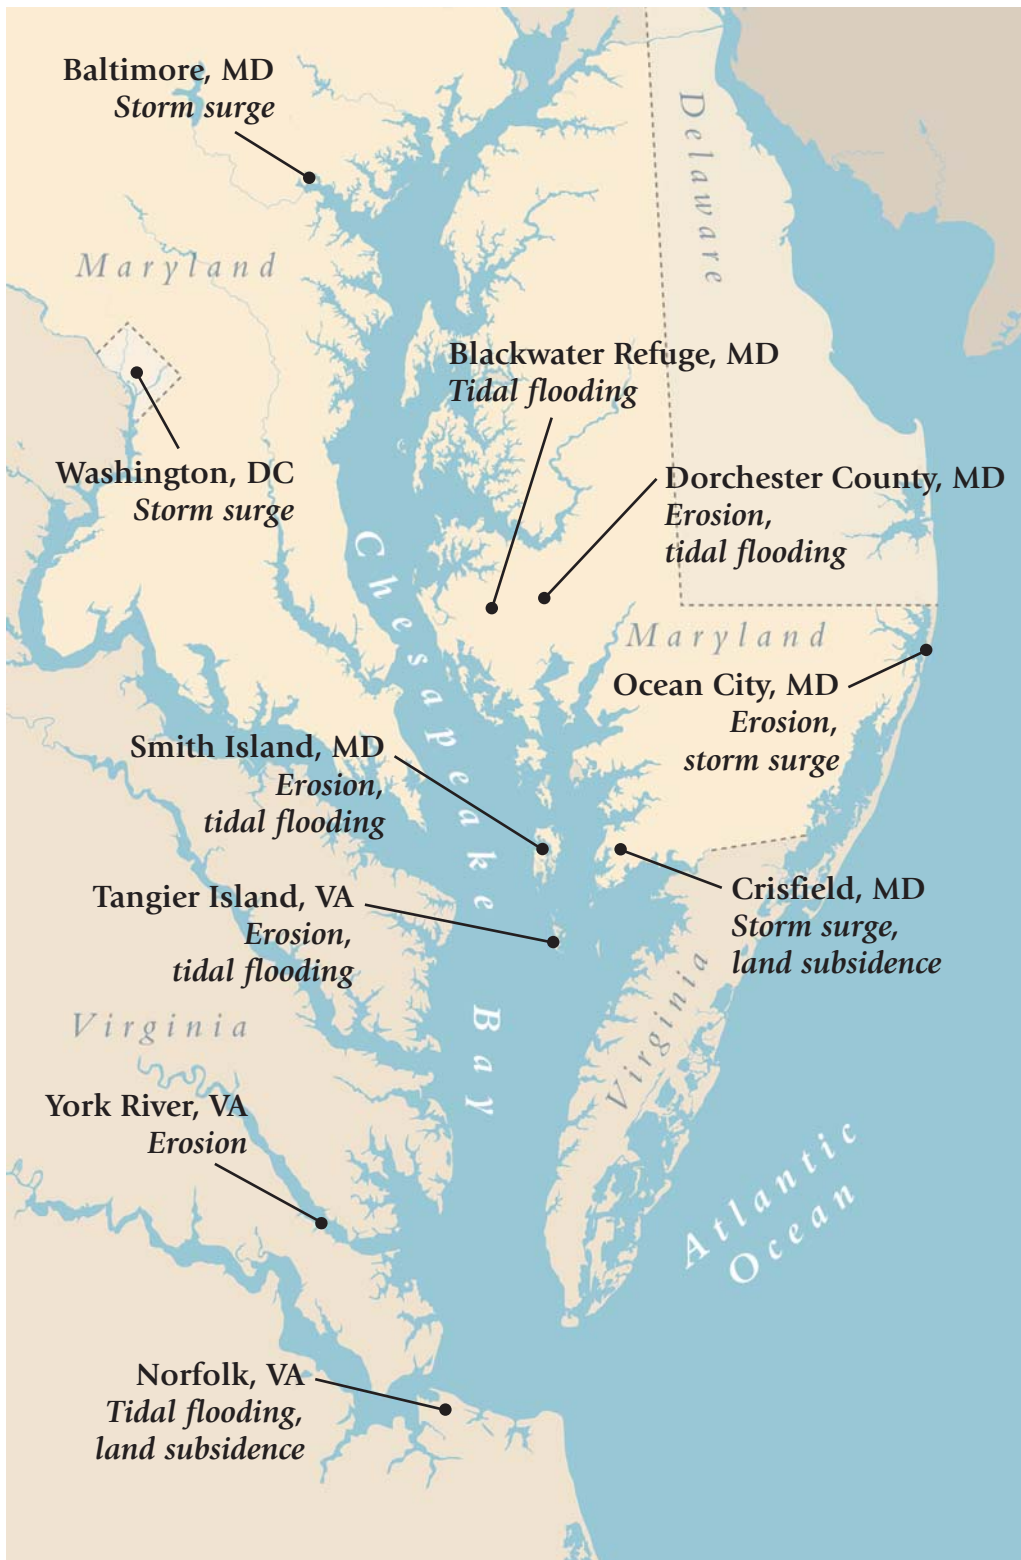 Baltimore, MD
Storm surge
Delaware
Maryland
Blackwater Refuge, MD
Tidal flooding
Washington, DC
Storm surge
Dorchester County, MD
Erosion,
tidal flooding
Chesapeake Bay
Maryland
Ocean City, MD
Erosion,
storm surge
Smith Island, MD
Erosion,
tidal flooding
Crisfield, MD
Storm surge,
land subsidence
Tangier Island, VA
Erosion,
tidal flooding
Virginia
Virginia
York River, VA
Erosion
Atlantic
Ocean
Norfolk, VA
Tidal flooding,
land subsidence